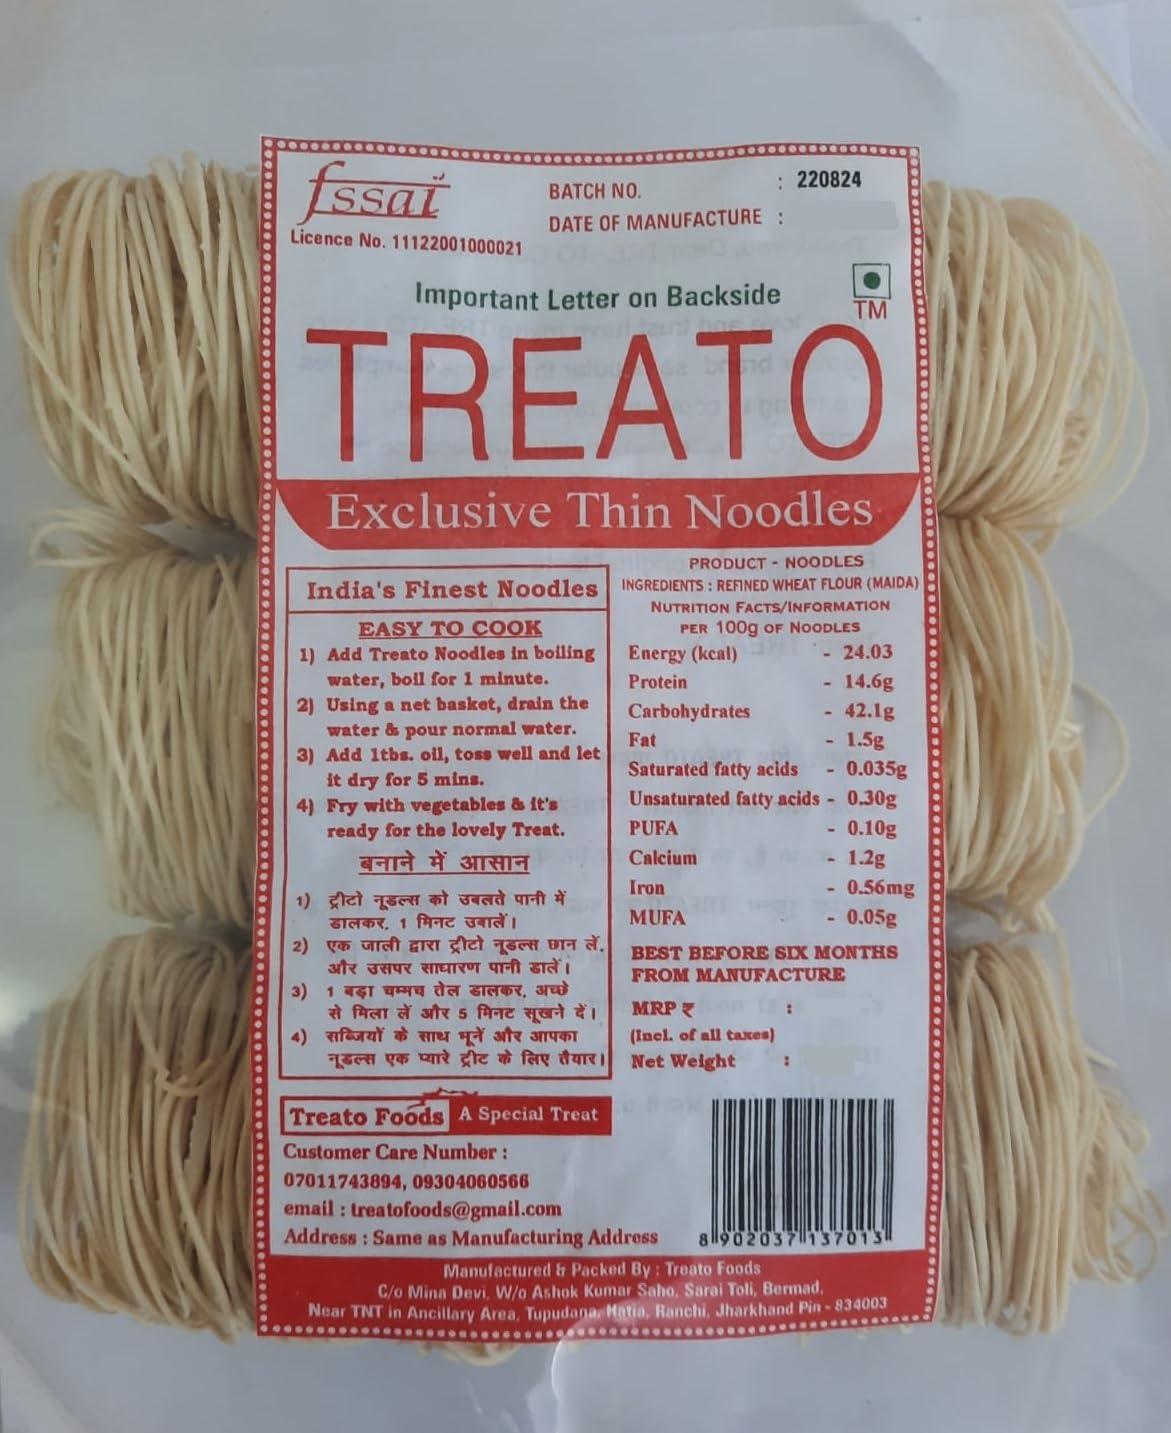 fssai
Licence No. 11122001000021
BATCH NO. : 220824
DATE OF MANUFACTURE :
Important Letter on Backside
TM
TREATO
Exclusive Thin Noodles
India's Finest Noodles
EASY TO COOK
1) Add Treato Noodles in boiling
water, boil for 1 minute.
2) Using a net basket, drain the
water & pour normal water.
3) Add 1tbs. oil, toss well and let
it dry for 5 mins.
4) Fry with vegetables & it's
ready for the lovely Treat.
बनाने में आसान
1) ट्रीटो नूडल्स को उबलते पानी में
डालकर, 1 मिनट उबालें।
2) एक जाली द्वारा ट्रीटो नूडल्स छान लें,
और उसपर साधारण पानी डालें।
3) 1 बड़ा चम्मच तेल डालकर, अच्छे
से मिला लें और 5 मिनट सूखने दें।
4) सब्जियों के साथ भूनें और आपका
नूडल्स एक प्यारे ट्रीट के लिए तैयार।
PRODUCT - NOODLES
INGREDIENTS : REFINED WHEAT FLOUR (MAIDA)
NUTRITION FACTS/INFORMATION
PER 100g OF NOODLES
Energy (kcal) - 24.03
Protein - 14.6g
Carbohydrates - 42.1g
Fat - 1.5g
Saturated fatty acids - 0.035g
Unsaturated fatty acids - 0.30g
PUFA - 0.10g
Calcium - 1.2g
Iron - 0.56mg
MUFA - 0.05g
BEST BEFORE SIX MONTHS
FROM MANUFACTURE
MRP ₹ :
(Incl. of all taxes)
Net Weight :
Treato Foods A Special Treat
Customer Care Number :
07011743894, 09304060566
email : treatofoods@gmail.com
Address : Same as Manufacturing Address
8 902037 137013
Manufactured & Packed By : Treato Foods
C/o Mina Devi, W/o Ashok Kumar Saho, Sarai Toli, Bermad,
Near TNT in Ancillary Area, Tupudana, Hatia, Ranchi, Jharkhand Pin - 834003